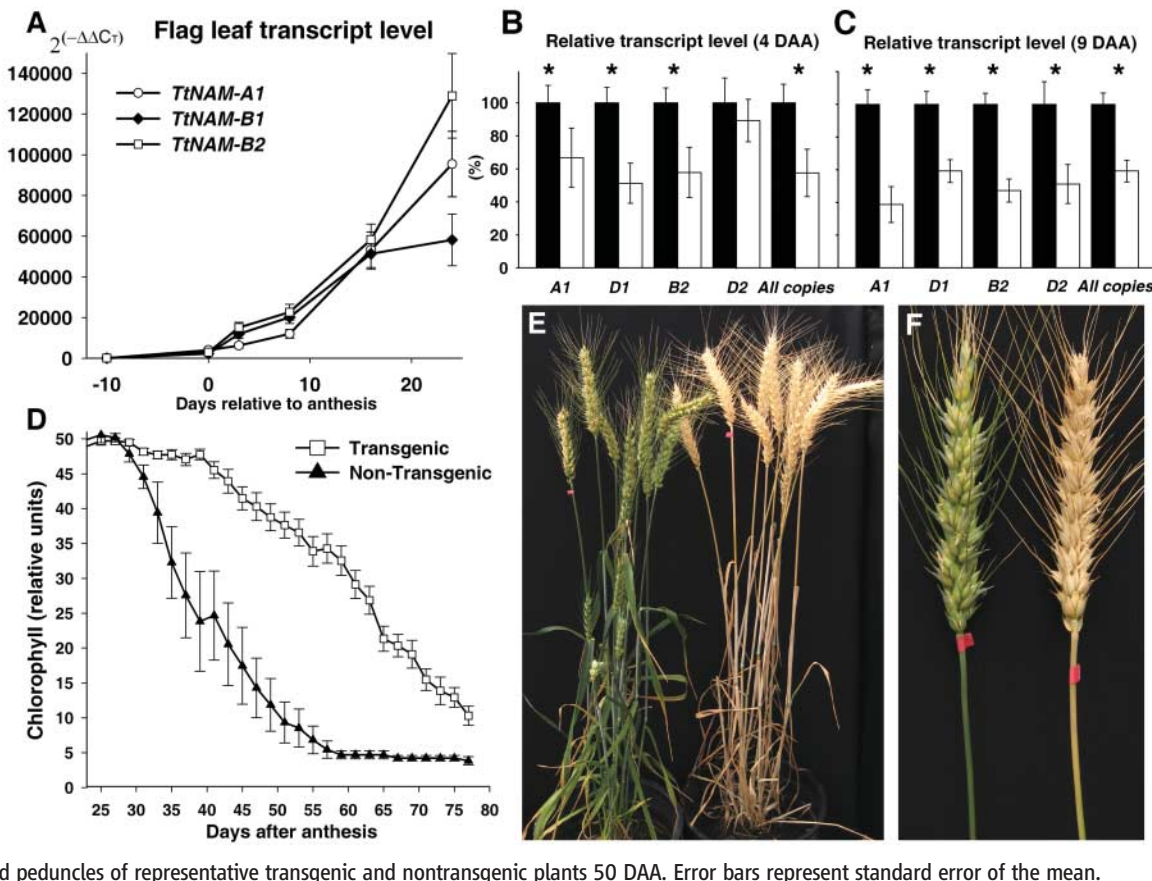 A
2(−ΔΔCT)
Flag leaf transcript level
140000
120000
100000
80000
60000
40000
20000
0
TtNAM-A1
TtNAM-B1
TtNAM-B2
-10
0
10
20
Days relative to anthesis
B
Relative transcript level (4 DAA)
* * * *
100
80
60
40
20
0
(%)
A1 D1 B2 D2 All copies
C
Relative transcript level (9 DAA)
* * * * *
A1 D1 B2 D2 All copies
D
50
45
40
35
30
25
20
15
10
5
0
Chlorophyll (relative units)
Transgenic
Non-Transgenic
25 30 35 40 45 50 55 60 65 70 75 80
Days after anthesis
E
F
d peduncles of representative transgenic and nontransgenic plants 50 DAA. Error bars represent standard error of the mean.